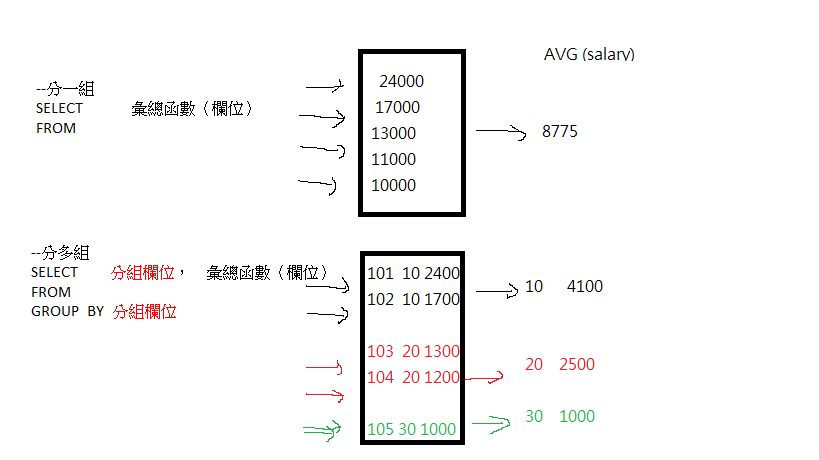 AVG (salary)
--分一組
SELECT 彙總函數（欄位）
FROM
24000
17000
13000
11000
10000
8775
--分多組
SELECT 分組欄位， 彙總函數（欄位）
FROM
GROUP BY 分組欄位
101 10 2400
102 10 1700
103 20 1300
104 20 1200
105 30 1000
10 4100
20 2500
30 1000